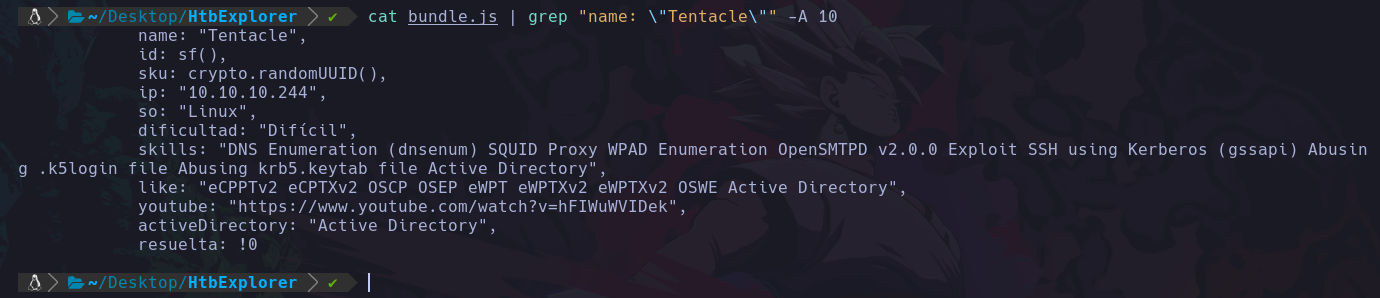 ~/Desktop/HtbExplorer ✔ cat bundle.js | grep "name: \"Tentacle\"" -A 10
name: "Tentacle",
id: sf(),
sku: crypto.randomUUID(),
ip: "10.10.10.244",
so: "Linux",
dificultad: "Difícil",
skills: "DNS Enumeration (dnsenum) SQUID Proxy WPAD Enumeration OpenSMTPD v2.0.0 Exploit SSH using Kerberos (gssapi) Abusin
g .k5login file Abusing krb5.keytab file Active Directory",
like: "eCPPTv2 eCPTXv2 OSCP OSEP eWPT eWPTXv2 eWPTXv2 OSWE Active Directory",
youtube: "https://www.youtube.com/watch?v=hFIWuWVIDek",
activeDirectory: "Active Directory",
resuelta: !0
~/Desktop/HtbExplorer ✔